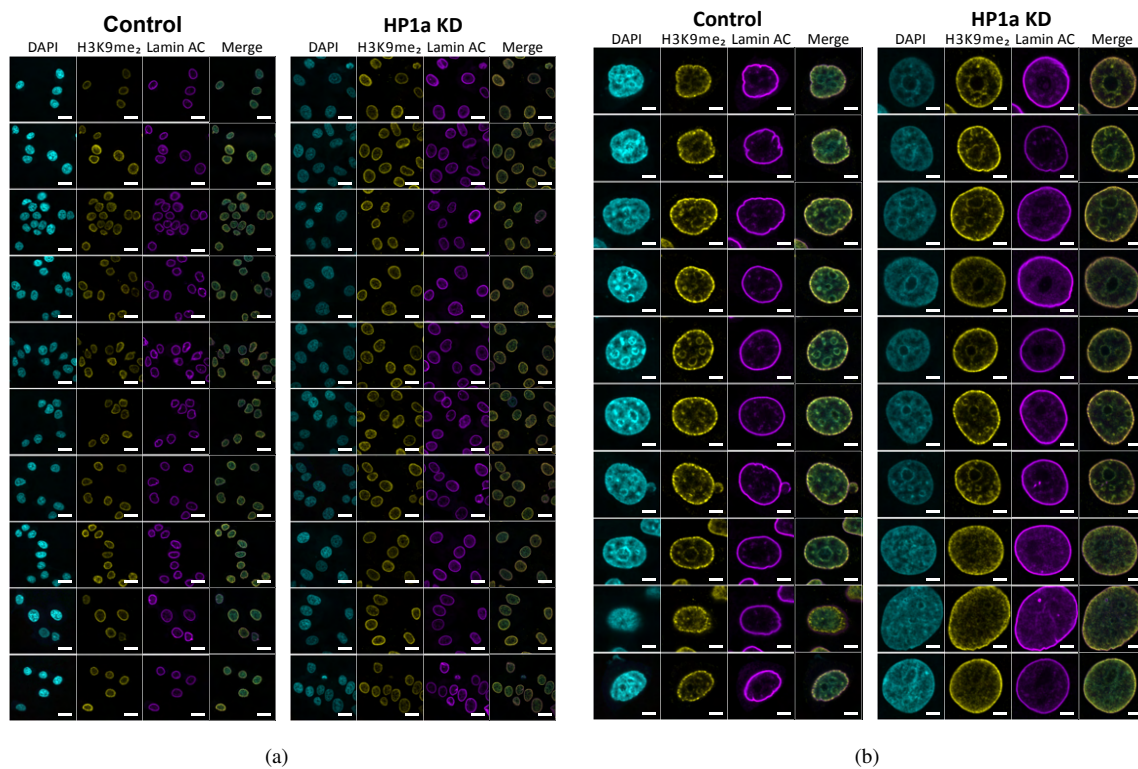 Control HP1a KD
DAPI H3K9me₂ Lamin AC Merge DAPI H3K9me₂ Lamin AC Merge
Control HP1a KD
DAPI H3K9me₂ Lamin AC Merge DAPI H3K9me₂ Lamin AC Merge
(a) (b)